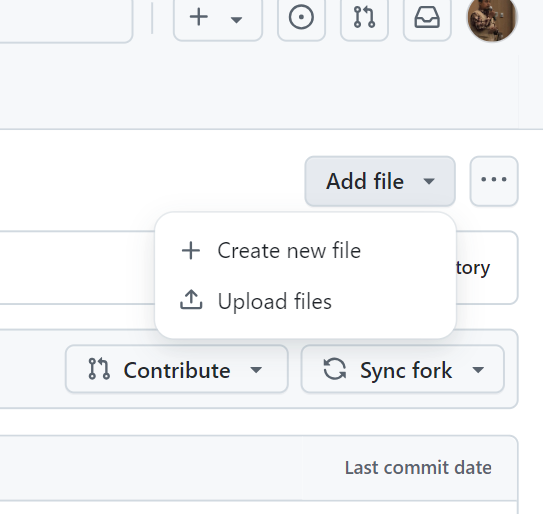 Add file
Create new file
tory
Upload files
Contribute
Sync fork
Last commit date